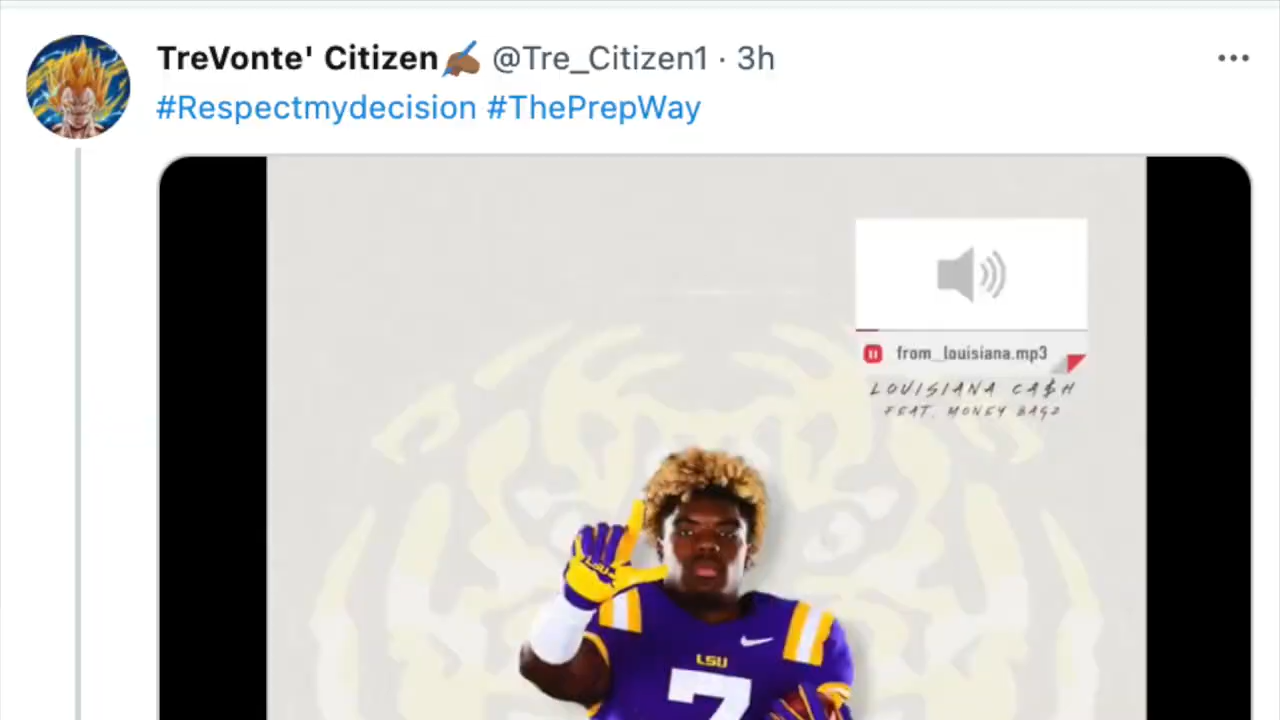 TreVonte' Citizen✍🏾 @Tre_Citizen1 · 3h
#Respectmydecision #ThePrepWay
from_louisiana.mp3
LOUISIANA CA$H
FEAT. MONEY BAGZ
LSU
7